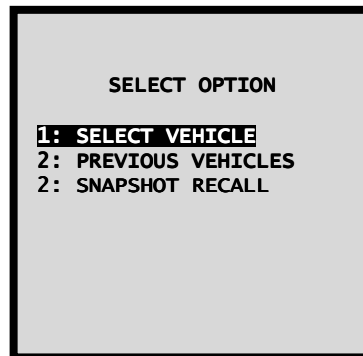 SELECT OPTION
1: SELECT VEHICLE
2: PREVIOUS VEHICLES
2: SNAPSHOT RECALL